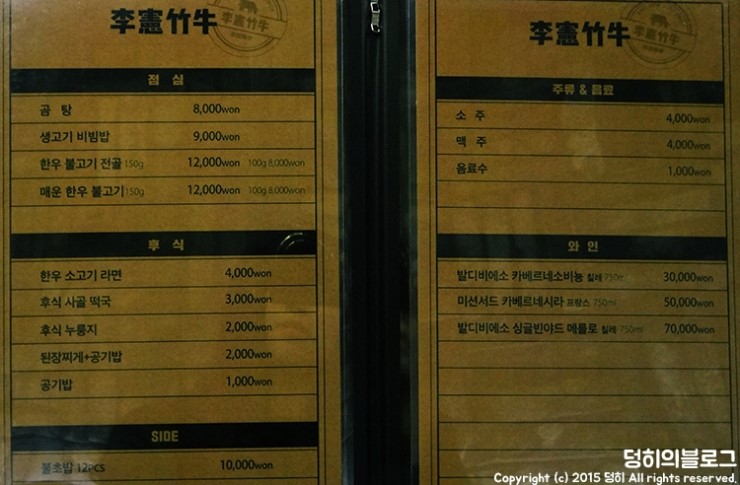 李憲竹牛
점 심
곰 탕 8,000won
생고기 비빔밥 9,000won
한우 불고기 전골 150g 12,000won 100g 8,000won
매운 한우 불고기 150g 12,000won 100g 8,000won
후 식
한우 소고기 라면 4,000won
후식 사골 떡국 3,000won
후식 누룽지 2,000won
된장찌게+공기밥 2,000won
공기밥 1,000won
SIDE
불초밥 12PCS 10,000won
李憲竹牛
주류 & 음료
소 주 4,000won
맥 주 4,000won
음료수 1,000won
와 인
발디비에소 카베르네소비뇽 칠레 750ml 30,000won
미션서드 카베르네시라 프랑스 750ml 50,000won
발디비에소 싱글빈야드 메를로 칠레 750ml 70,000won
덩히의블로그
Copyright (c) 2015 덩히 All rights reserved.